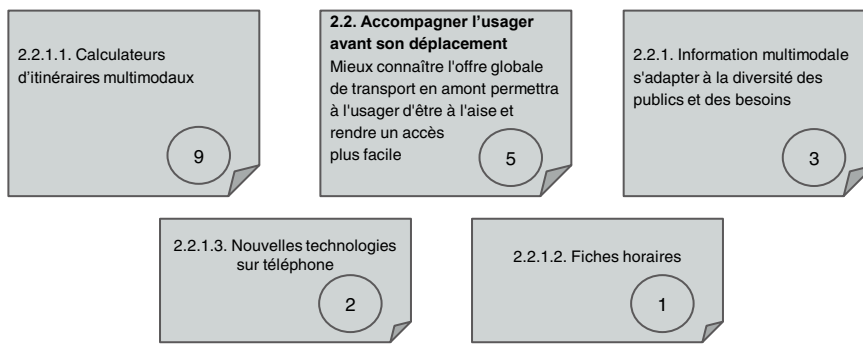 2.2.1.1. Calculateurs
d'itinéraires multimodaux
9
2.2. Accompagner l’usager
avant son déplacement
Mieux connaître l'offre globale
de transport en amont permettra
à l'usager d'être à l'aise et
rendre un accès
plus facile
5
2.2.1. Information multimodale
s'adapter à la diversité des
publics et des besoins
3
2.2.1.3. Nouvelles technologies
sur téléphone
2
2.2.1.2. Fiches horaires
1